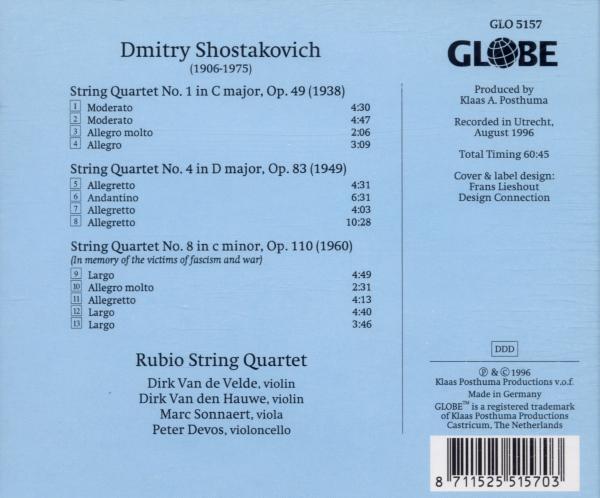 Dmitry Shostakovich
(1906-1975)
String Quartet No. 1 in C major, Op. 49 (1938)
1 Moderato 4:30
2 Moderato 4:47
3 Allegro molto 2:06
4 Allegro 3:09
String Quartet No. 4 in D major, Op. 83 (1949)
5 Allegretto 4:31
6 Andantino 6:31
7 Allegretto 4:03
8 Allegretto 10:28
String Quartet No. 8 in c minor, Op. 110 (1960)
(In memory of the victims of fascism and war)
9 Largo 4:49
10 Allegro molto 2:31
11 Allegretto 4:13
12 Largo 4:40
13 Largo 3:46
Rubio String Quartet
Dirk Van de Velde, violin
Dirk Van den Hauwe, violin
Marc Sonnaert, viola
Peter Devos, violoncello
GLO 5157
GLOBE
Produced by
Klaas A. Posthuma
Recorded in Utrecht,
August 1996
Total Timing 60:45
Cover & label design:
Frans Lieshout
Design Connection
DDD
℗ & © 1996
Klaas Posthuma Productions v.o.f.
Made in Germany
GLOBE™ is a registered trademark
of Klaas Posthuma Productions
Castricum, The Netherlands
8 711525 515703